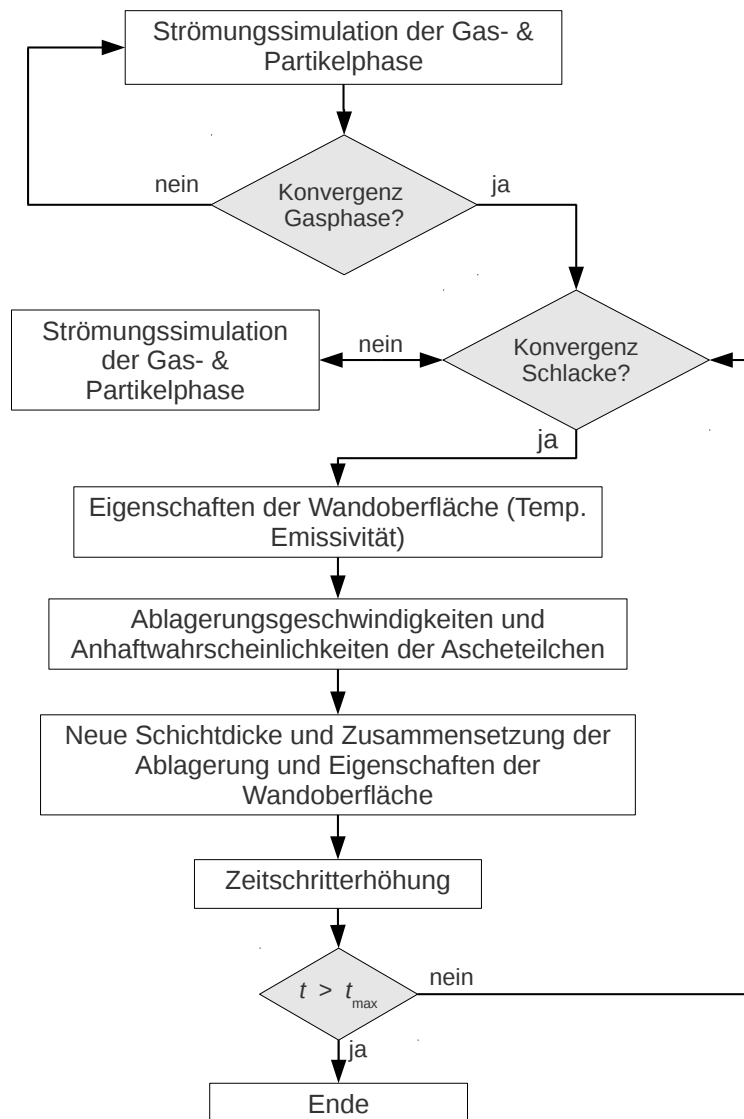 Strömungssimulation der Gas- &
Partikelphase
nein
ja
Konvergenz
Gasphase?
Strömungssimulation
der Gas- &
Partikelphase
nein
Konvergenz
Schlacke?
ja
Eigenschaften der Wandoberfläche (Temp.
Emissivität)
Ablagerungsgeschwindigkeiten und
Anhaftwahrscheinlichkeiten der Ascheteilchen
Neue Schichtdicke und Zusammensetzung der
Ablagerung und Eigenschaften der
Wandoberfläche
Zeitschritterhöhung
t > tmax
nein
ja
Ende